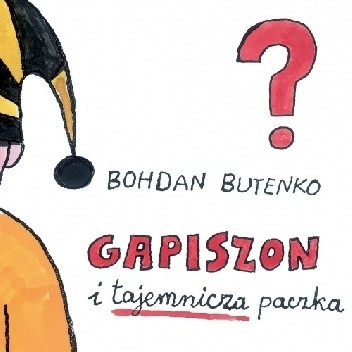 ?
BOHDAN BUTENKO
GAPISZON
i tajemnicza paczka